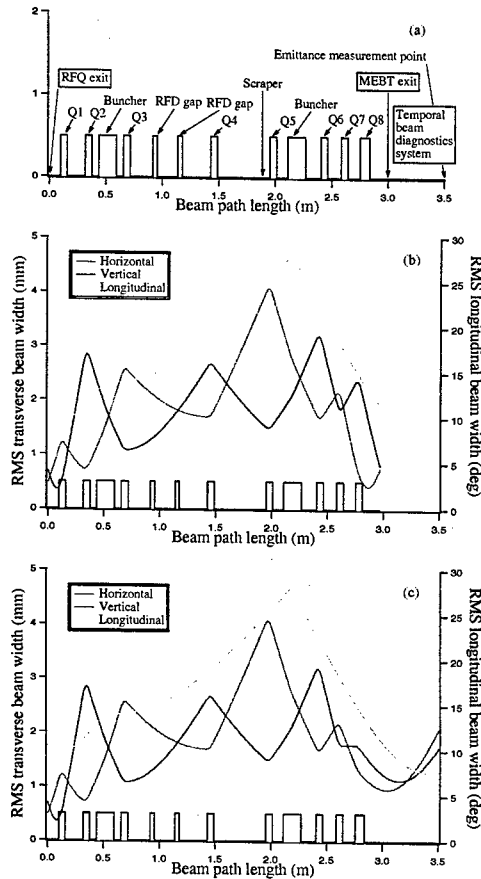 (a)
2
1
0
Emittance measurement point
RFQ exit
Scraper
MEBT exit
Q1 Q2 Buncher Q3 RFD gap RFD gap Q4 Q5 Buncher Q6 Q7 Q8
Temporal
beam
diagnostics
system
0.0 0.5 1.0 1.5 2.0 2.5 3.0 3.5
Beam path length (m)
(b)
RMS transverse beam width (mm)
5
4
3
2
1
0
Horizontal
Vertical
Longitudinal
30
25
20
15
10
5
0
RMS longitudinal beam width (deg)
0.0 0.5 1.0 1.5 2.0 2.5 3.0 3.5
Beam path length (m)
(c)
RMS transverse beam width (mm)
5
4
3
2
1
0
Horizontal
Vertical
Longitudinal
30
25
20
15
10
5
0
RMS longitudinal beam width (deg)
0.0 0.5 1.0 1.5 2.0 2.5 3.0 3.5
Beam path length (m)